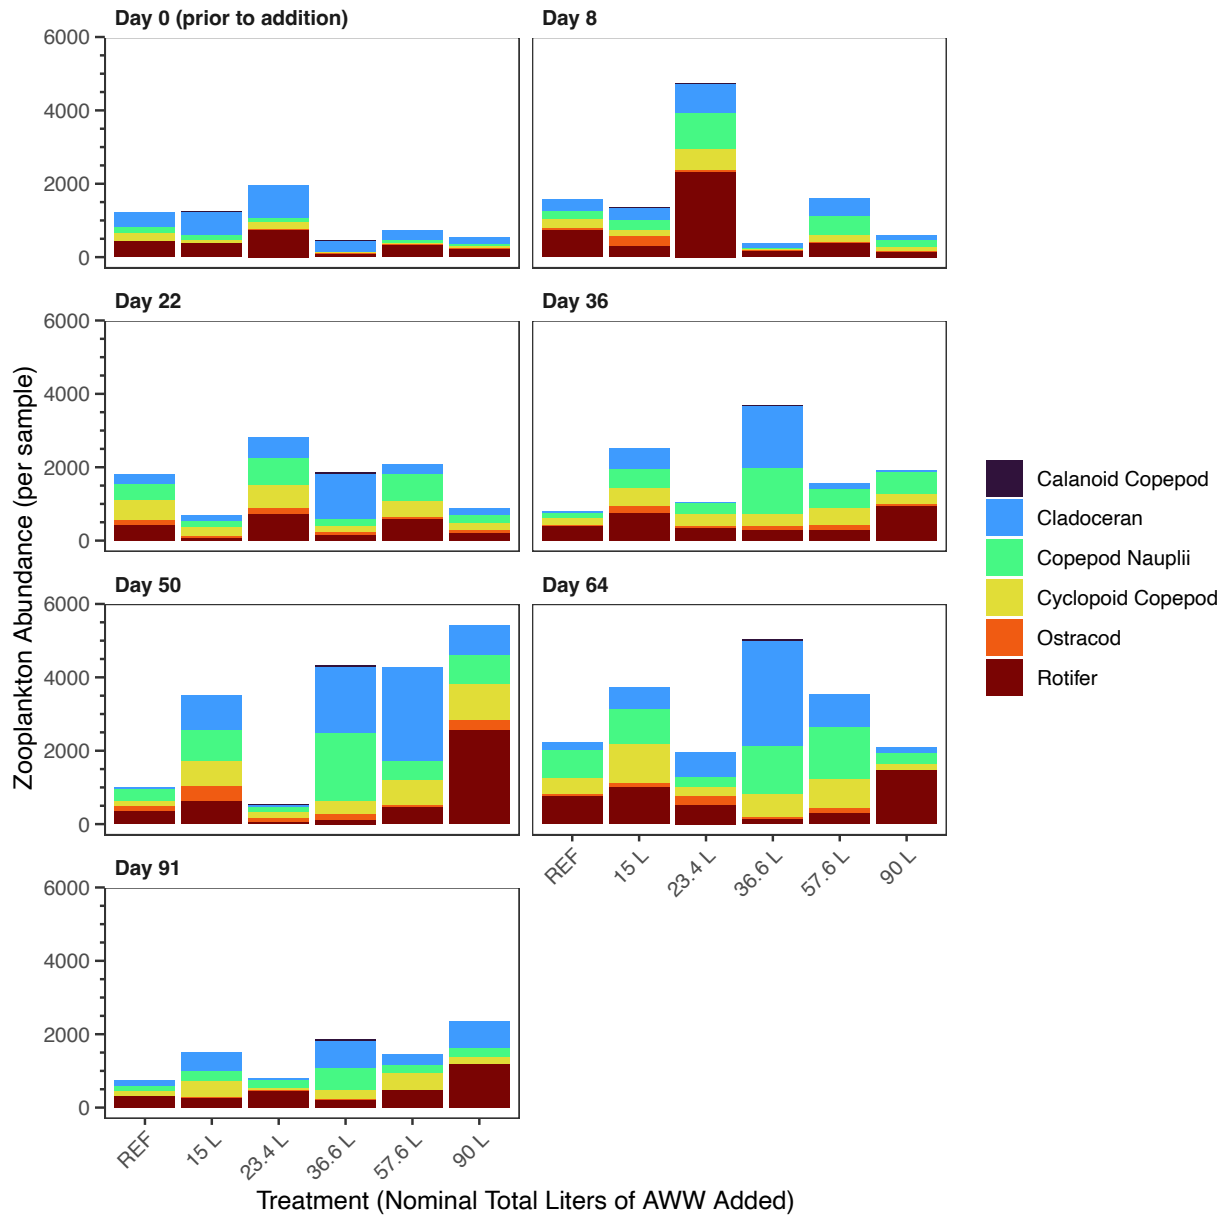 Day 0 (prior to addition)
Day 8
6000
4000
2000
0
Day 22
Day 36
6000
4000
2000
0
Day 50
Day 64
6000
4000
2000
0
REF
15 L
23.4 L
36.6 L
57.6 L
90 L
Day 91
6000
4000
2000
0
REF
15 L
23.4 L
36.6 L
57.6 L
90 L
Zooplankton Abundance (per sample)
Treatment (Nominal Total Liters of AWW Added)
Calanoid Copepod
Cladoceran
Copepod Nauplii
Cyclopoid Copepod
Ostracod
Rotifer